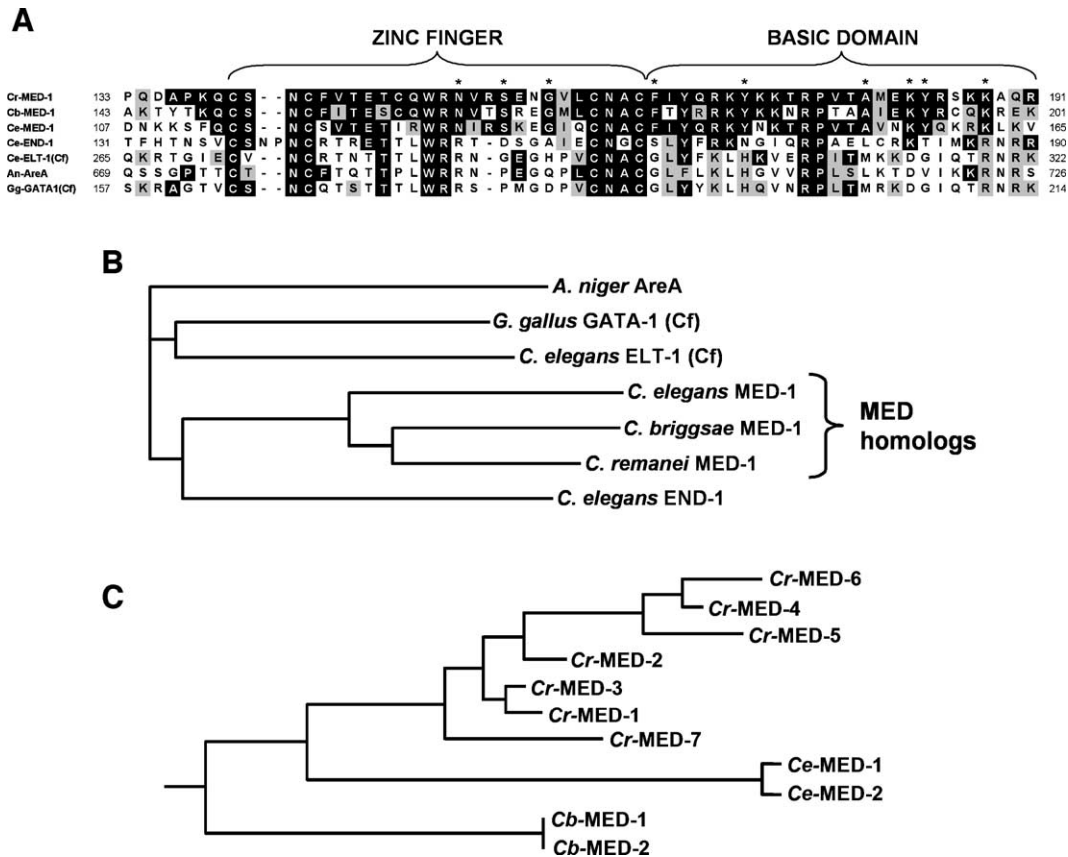 A
ZINC FINGER BASIC DOMAIN
* * * * * * * * *
Cr-MED-1 133 P Q D A P K Q C S - - N C F V T E T C Q W R N V R S E N G V L C N A C F I Y Q R K Y K K T R P V T A M E K Y R S K K A Q R 191
Cb-MED-1 143 A K T Y T K Q C S - - N C F I T E S C Q W R N V T S R E G M L C N A C F T Y R R K Y K K N R P T A A I E K Y R C Q K R E K 201
Ce-MED-1 107 D N K K S F Q C S - - N C S V T E T I R W R N I R S K E G I Q C N A C F I Y Q R K Y N K T R P V T A V N K Y Q K R K L K V 165
Ce-END-1 131 T F H T N S V C S N P N C R T R E T T L W R R T - D S G A I E C N G C S L Y F R K N G I Q R P A E L C R K T I M K R N R R 190
Ce-ELT-1(Cf) 265 Q K R T G I E C V - - N C R T N T T T L W R R N - G E G H P V C N A C G L Y F K L H K V E R P I T M K K D G I Q T R N R K 322
An-AreA 669 Q S S G P T T C T - - N C F T Q T T P L W R R N - P E G Q P L C N A C G L F L K L H G V V R P L S L K T D V I K K R N R S 726
Gg-GATA1(Cf) 157 S K R A G T V C S - - N C Q T S T T T L W R R S - P M G D P V C N A C G L Y Y K L H Q V N R P L T M R K D G I Q T R N R K 214
B
A. niger AreA
G. gallus GATA-1 (Cf)
C. elegans ELT-1 (Cf)
C. elegans MED-1
C. briggsae MED-1
C. remanei MED-1
MED
homologs
C. elegans END-1
C
Cr-MED-6
Cr-MED-4
Cr-MED-5
Cr-MED-2
Cr-MED-3
Cr-MED-1
Cr-MED-7
Ce-MED-1
Ce-MED-2
Cb-MED-1
Cb-MED-2